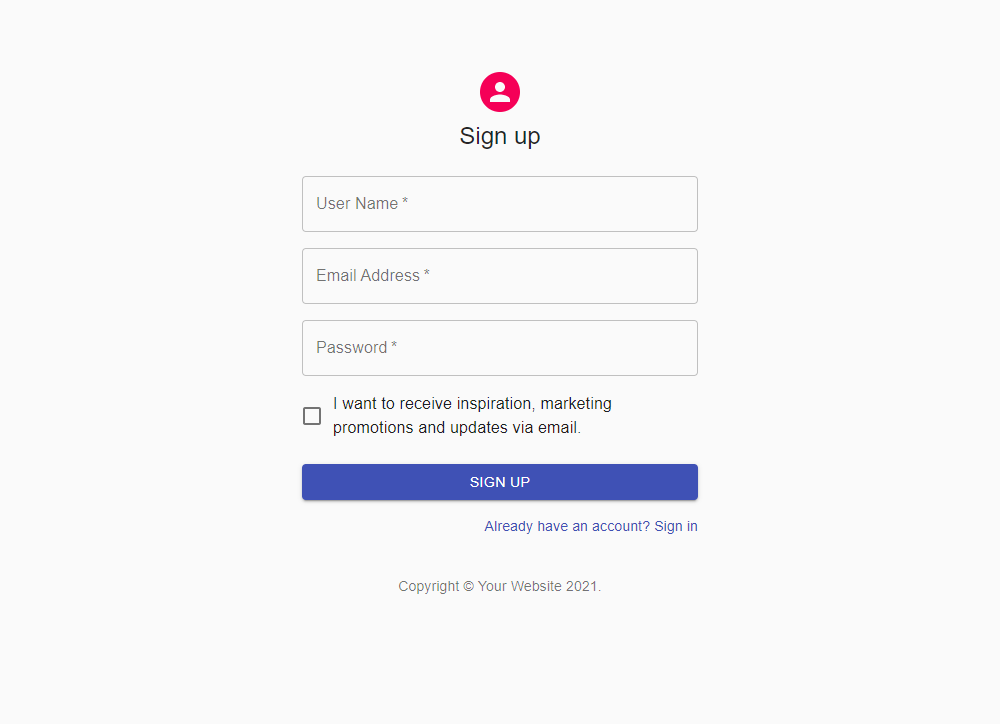 Sign up
User Name *
Email Address *
Password *
I want to receive inspiration, marketing
promotions and updates via email.
SIGN UP
Already have an account? Sign in
Copyright © Your Website 2021.